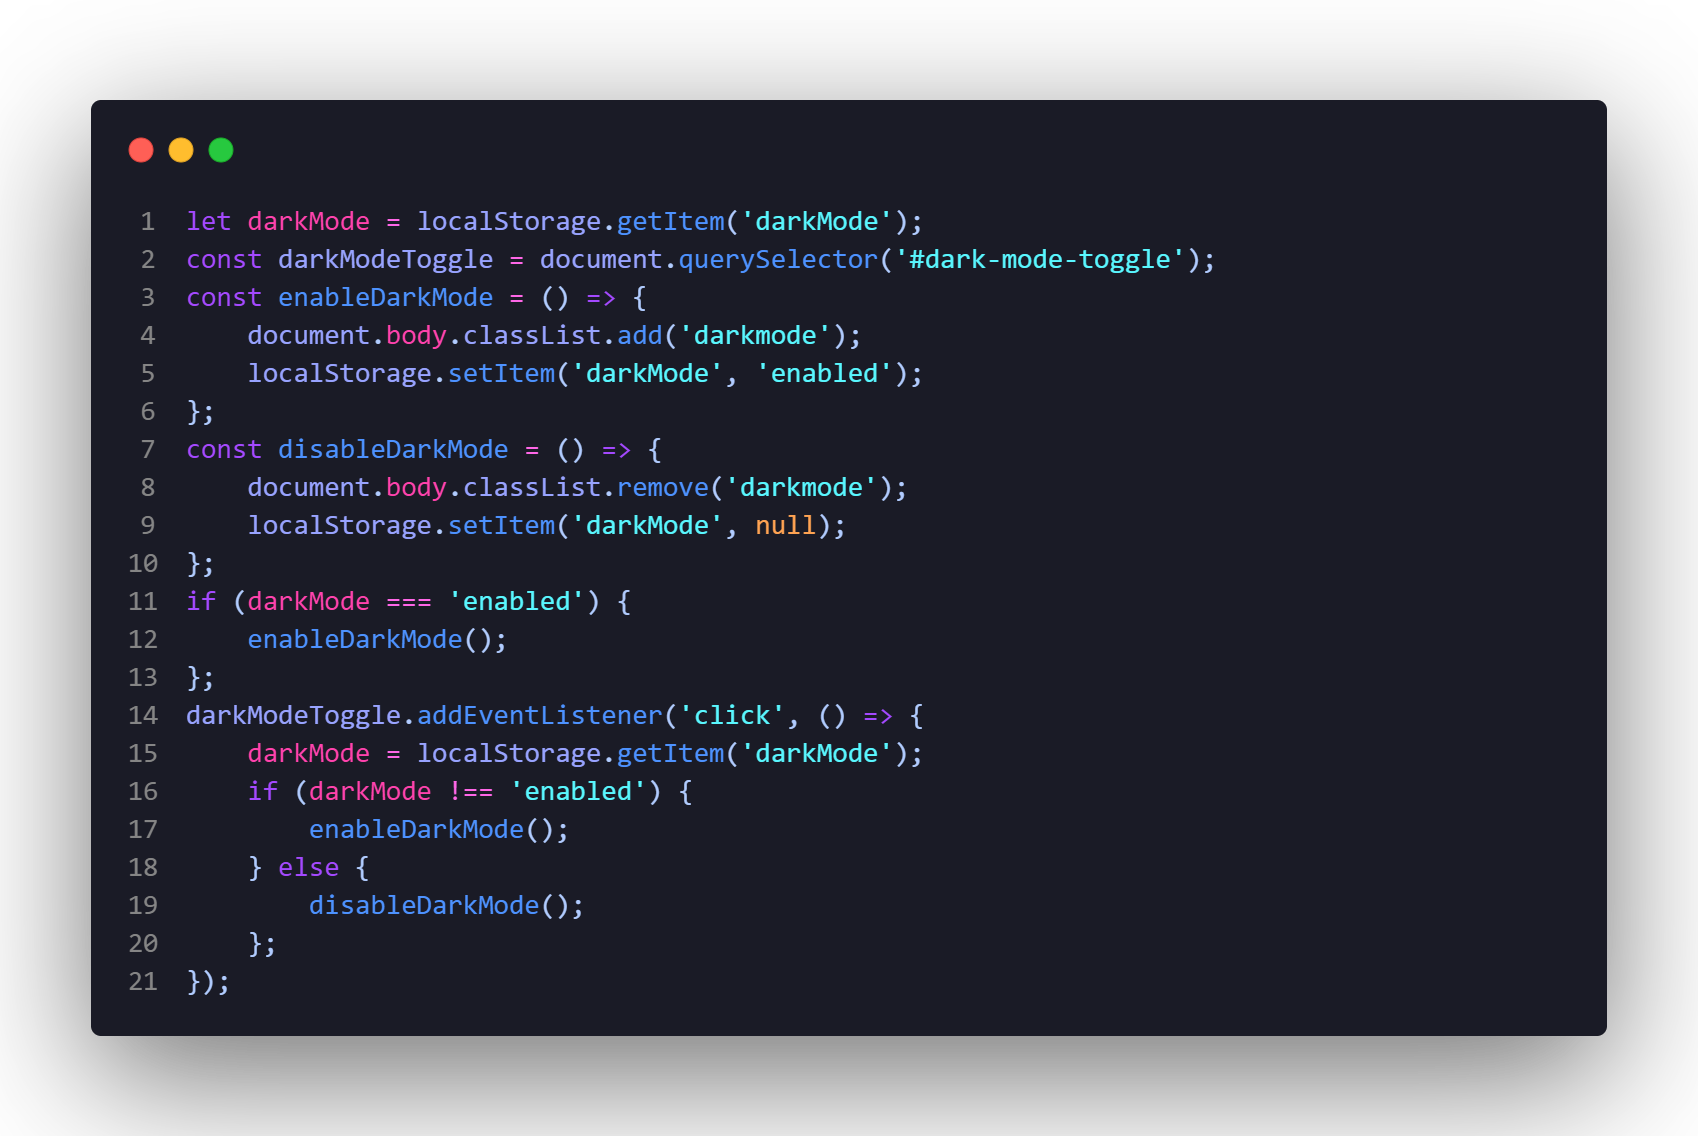 1 let darkMode = localStorage.getItem('darkMode');
2 const darkModeToggle = document.querySelector('#dark-mode-toggle');
3 const enableDarkMode = () => {
4     document.body.classList.add('darkmode');
5     localStorage.setItem('darkMode', 'enabled');
6 };
7 const disableDarkMode = () => {
8     document.body.classList.remove('darkmode');
9     localStorage.setItem('darkMode', null);
10 };
11 if (darkMode === 'enabled') {
12     enableDarkMode();
13 };
14 darkModeToggle.addEventListener('click', () => {
15     darkMode = localStorage.getItem('darkMode');
16     if (darkMode !== 'enabled') {
17         enableDarkMode();
18     } else {
19         disableDarkMode();
20     };
21 });